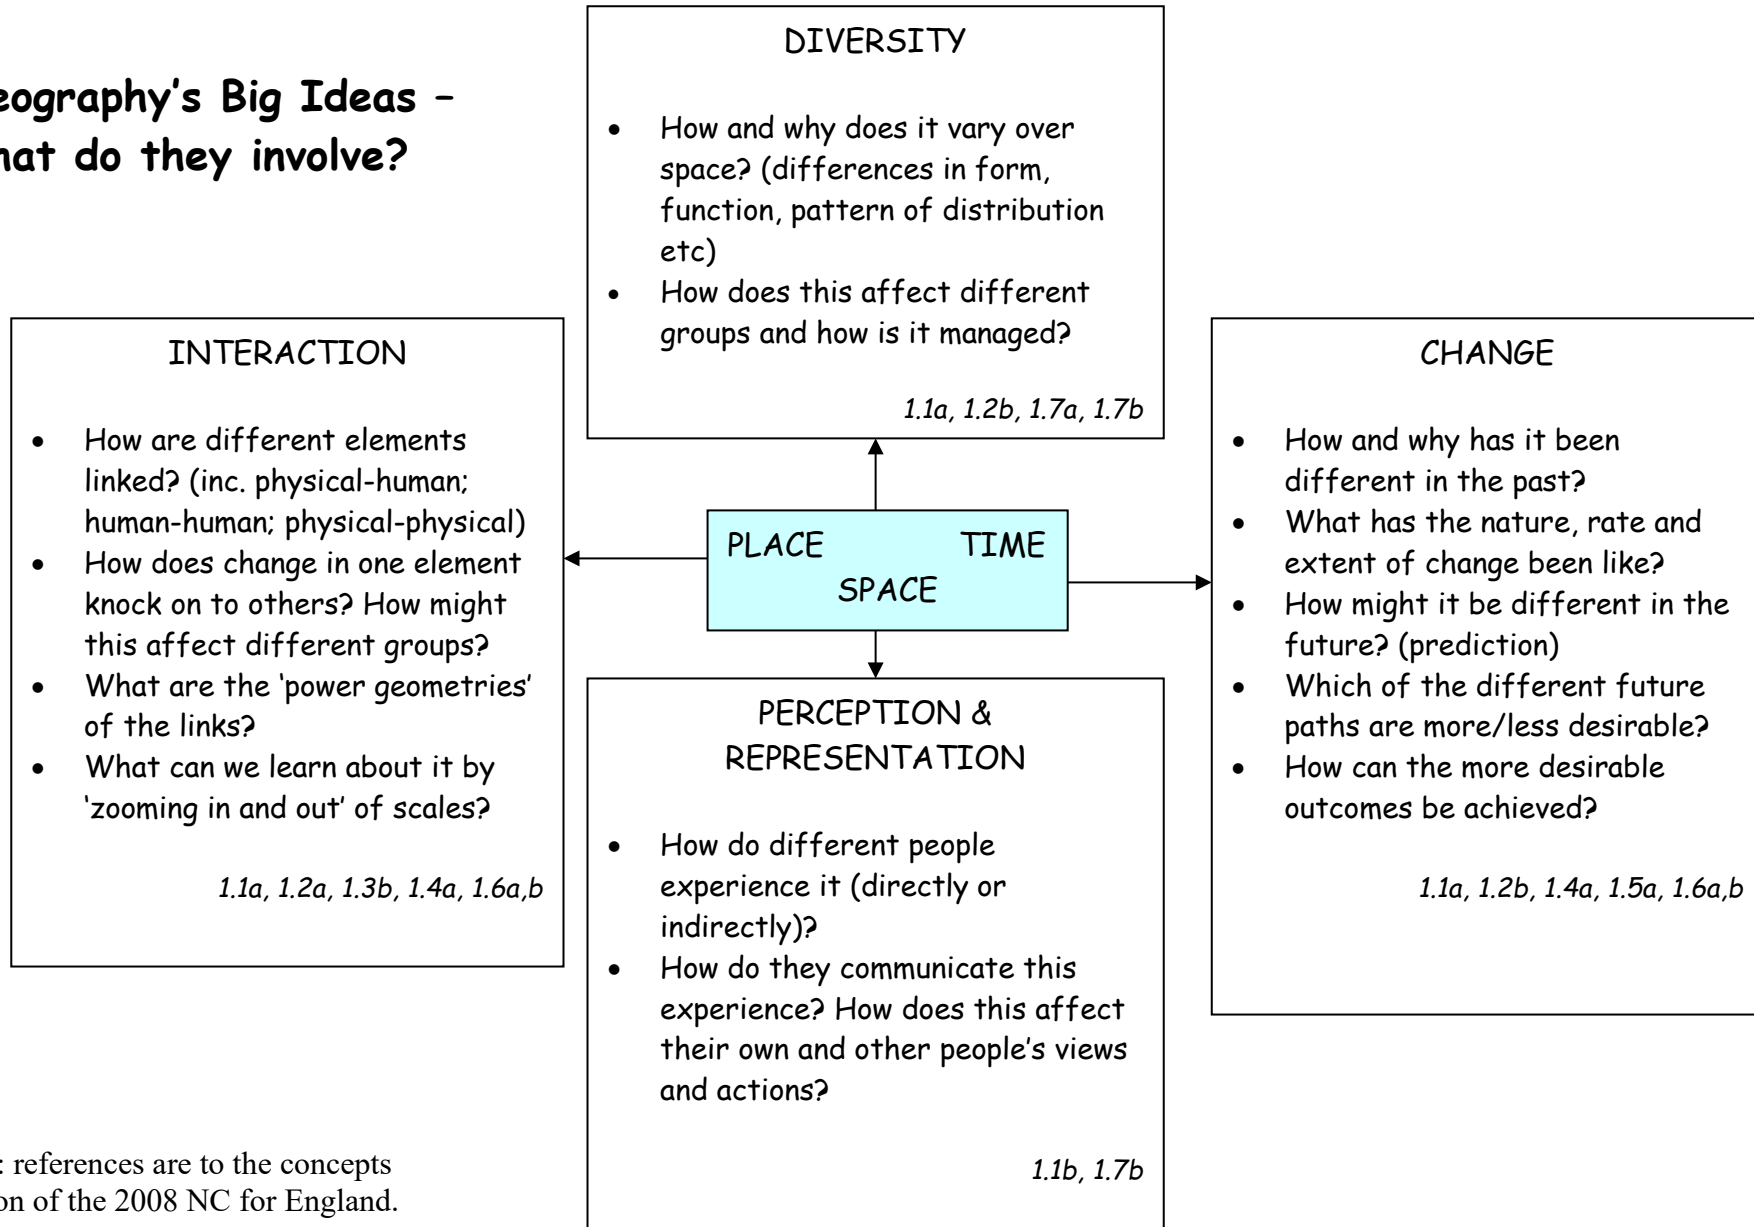 eography's Big Ideas –
hat do they involve?
DIVERSITY
• How and why does it vary over
space? (differences in form,
function, pattern of distribution
etc)
• How does this affect different
groups and how is it managed?
1.1a, 1.2b, 1.7a, 1.7b
INTERACTION
• How are different elements
linked? (inc. physical-human;
human-human; physical-physical)
• How does change in one element
knock on to others? How might
this affect different groups?
• What are the 'power geometries'
of the links?
• What can we learn about it by
'zooming in and out' of scales?
1.1a, 1.2a, 1.3b, 1.4a, 1.6a,b
PLACE TIME
SPACE
CHANGE
• How and why has it been
different in the past?
• What has the nature, rate and
extent of change been like?
• How might it be different in the
future? (prediction)
• Which of the different future
paths are more/less desirable?
• How can the more desirable
outcomes be achieved?
1.1a, 1.2b, 1.4a, 1.5a, 1.6a,b
PERCEPTION &
REPRESENTATION
• How do different people
experience it (directly or
indirectly)?
• How do they communicate this
experience? How does this affect
their own and other people's views
and actions?
1.1b, 1.7b
: references are to the concepts
on of the 2008 NC for England.